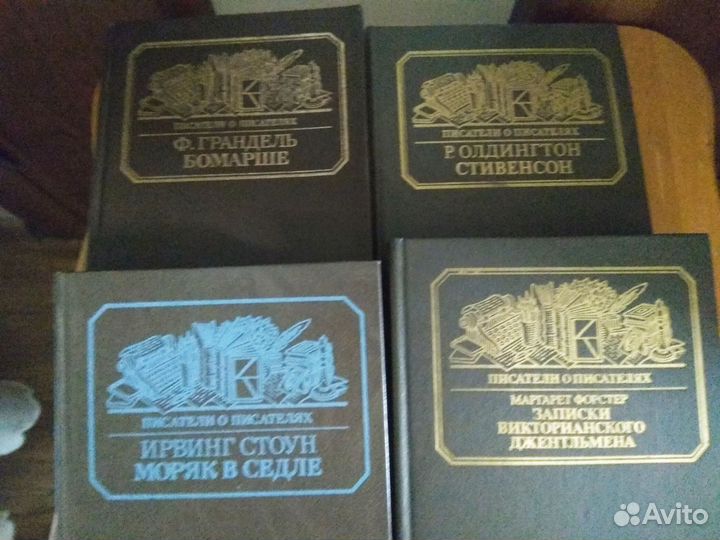 ПИСАТЕЛИ О ПИСАТЕЛЯХ
Ф. ГРАНДЕЛЬ
БОМАРШЕ
ПИСАТЕЛИ О ПИСАТЕЛЯХ
Р. ОЛДИНГТОН
СТИВЕНСОН
ПИСАТЕЛИ О ПИСАТЕЛЯХ
ИРВИНГ СТОУН
МОРЯК В СЕДЛЕ
ПИСАТЕЛИ О ПИСАТЕЛЯХ
МАРГАРЕТ ФОРСТЕР
ЗАПИСКИ
ВИКТОРИАНСКОГО
ДЖЕНТЛЬМЕНА
Avito